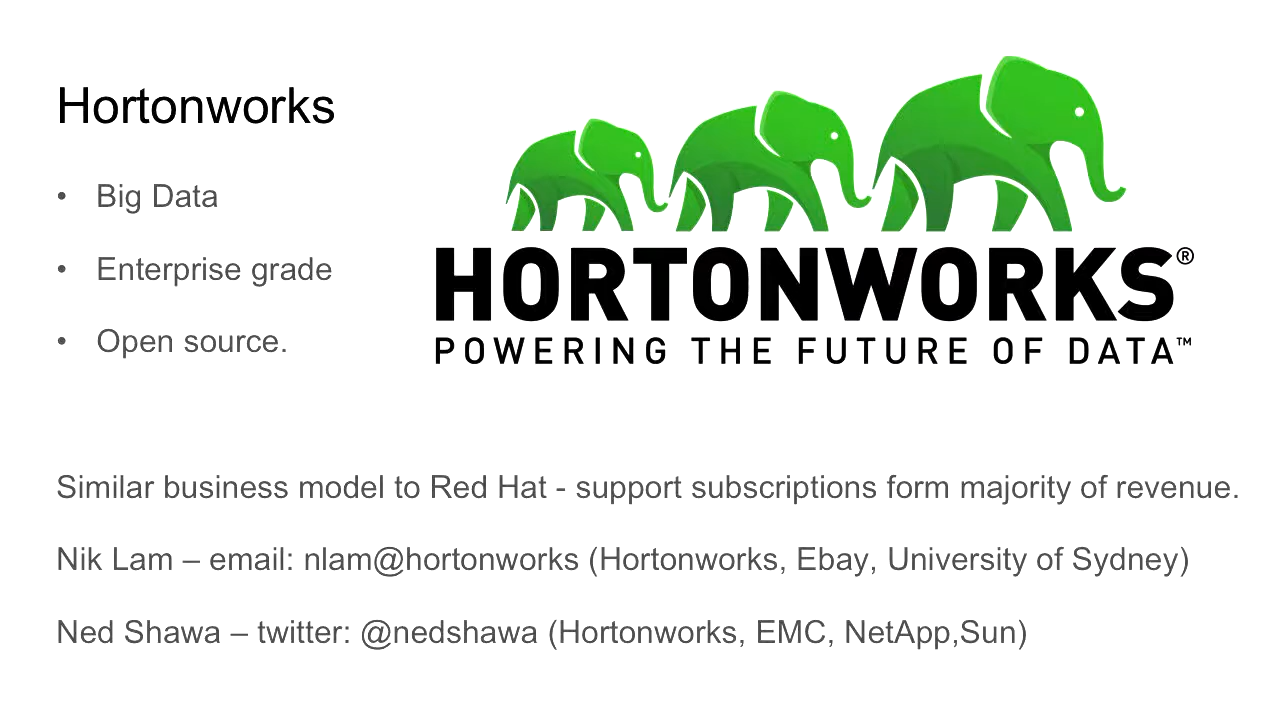 Hortonworks
• Big Data
• Enterprise grade
• Open source.
HORTONWORKS®
POWERING THE FUTURE OF DATA™
Similar business model to Red Hat - support subscriptions form majority of revenue.
Nik Lam – email: nlam@hortonworks (Hortonworks, Ebay, University of Sydney)
Ned Shawa – twitter: @nedshawa (Hortonworks, EMC, NetApp,Sun)